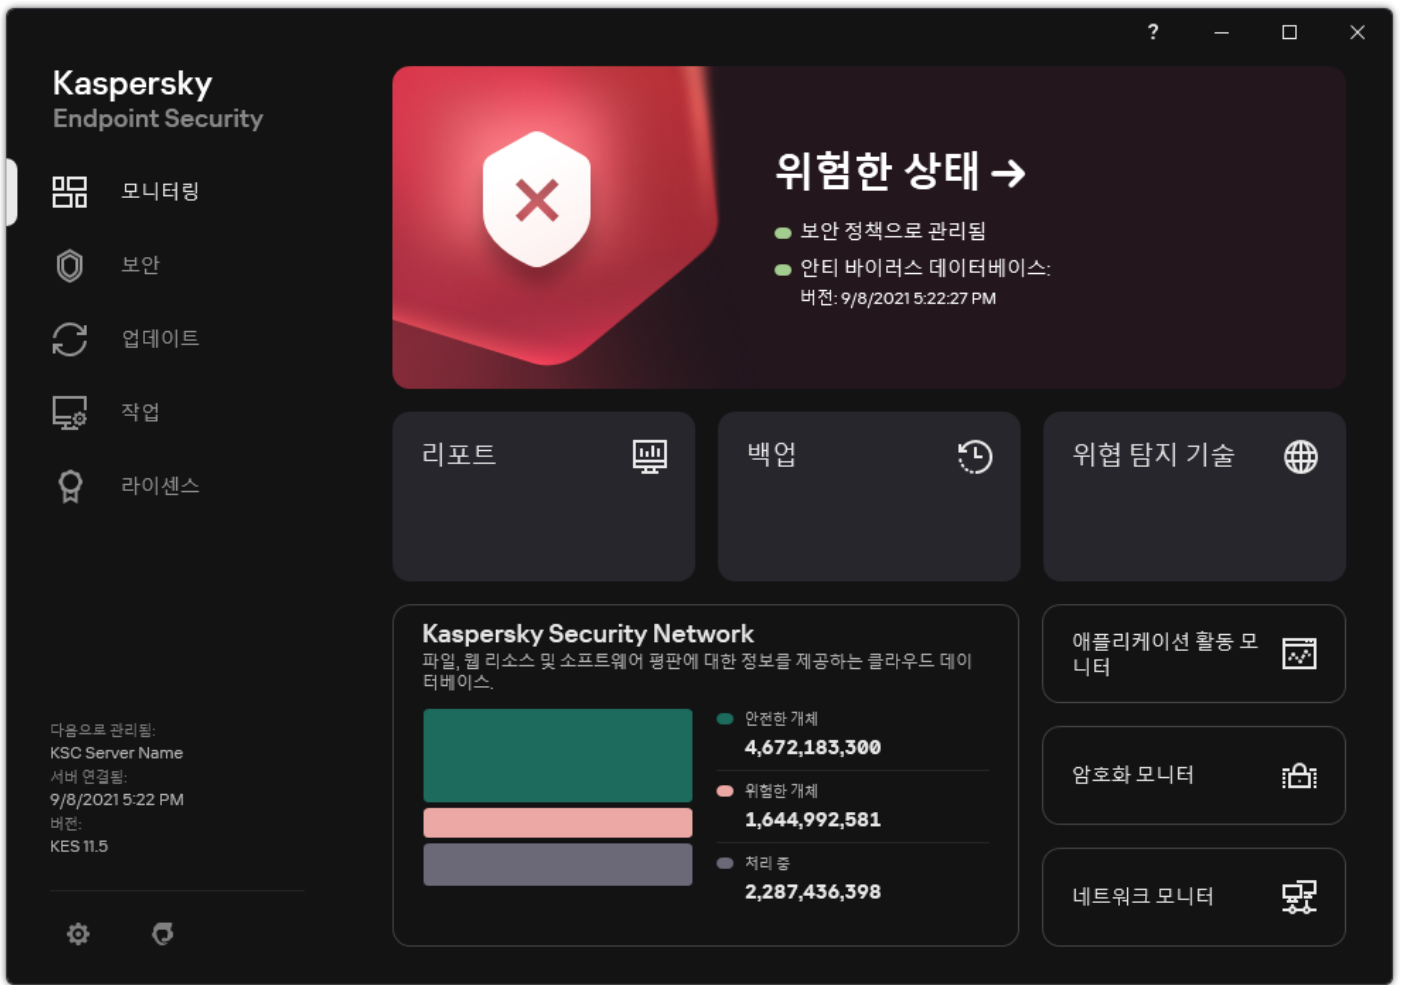 ?
Kaspersky
Endpoint Security
모니터링
보안
업데이트
작업
라이센스
다음으로 관리됨:
KSC Server Name
서버 연결됨:
9/8/2021 5:22 PM
버전:
KES 11.5
위험한 상태
보안 정책으로 관리됨
안티 바이러스 데이터베이스:
버전: 9/8/2021 5:22:27 PM
리포트
백업
위협 탐지 기술
Kaspersky Security Network
파일, 웹 리소스 및 소프트웨어 평판에 대한 정보를 제공하는 클라우드 데이
터베이스.
안전한 개체
4,672,183,300
위험한 개체
1,644,992,581
처리 중
2,287,436,398
애플리케이션 활동 모
니터
암호화 모니터
네트워크 모니터